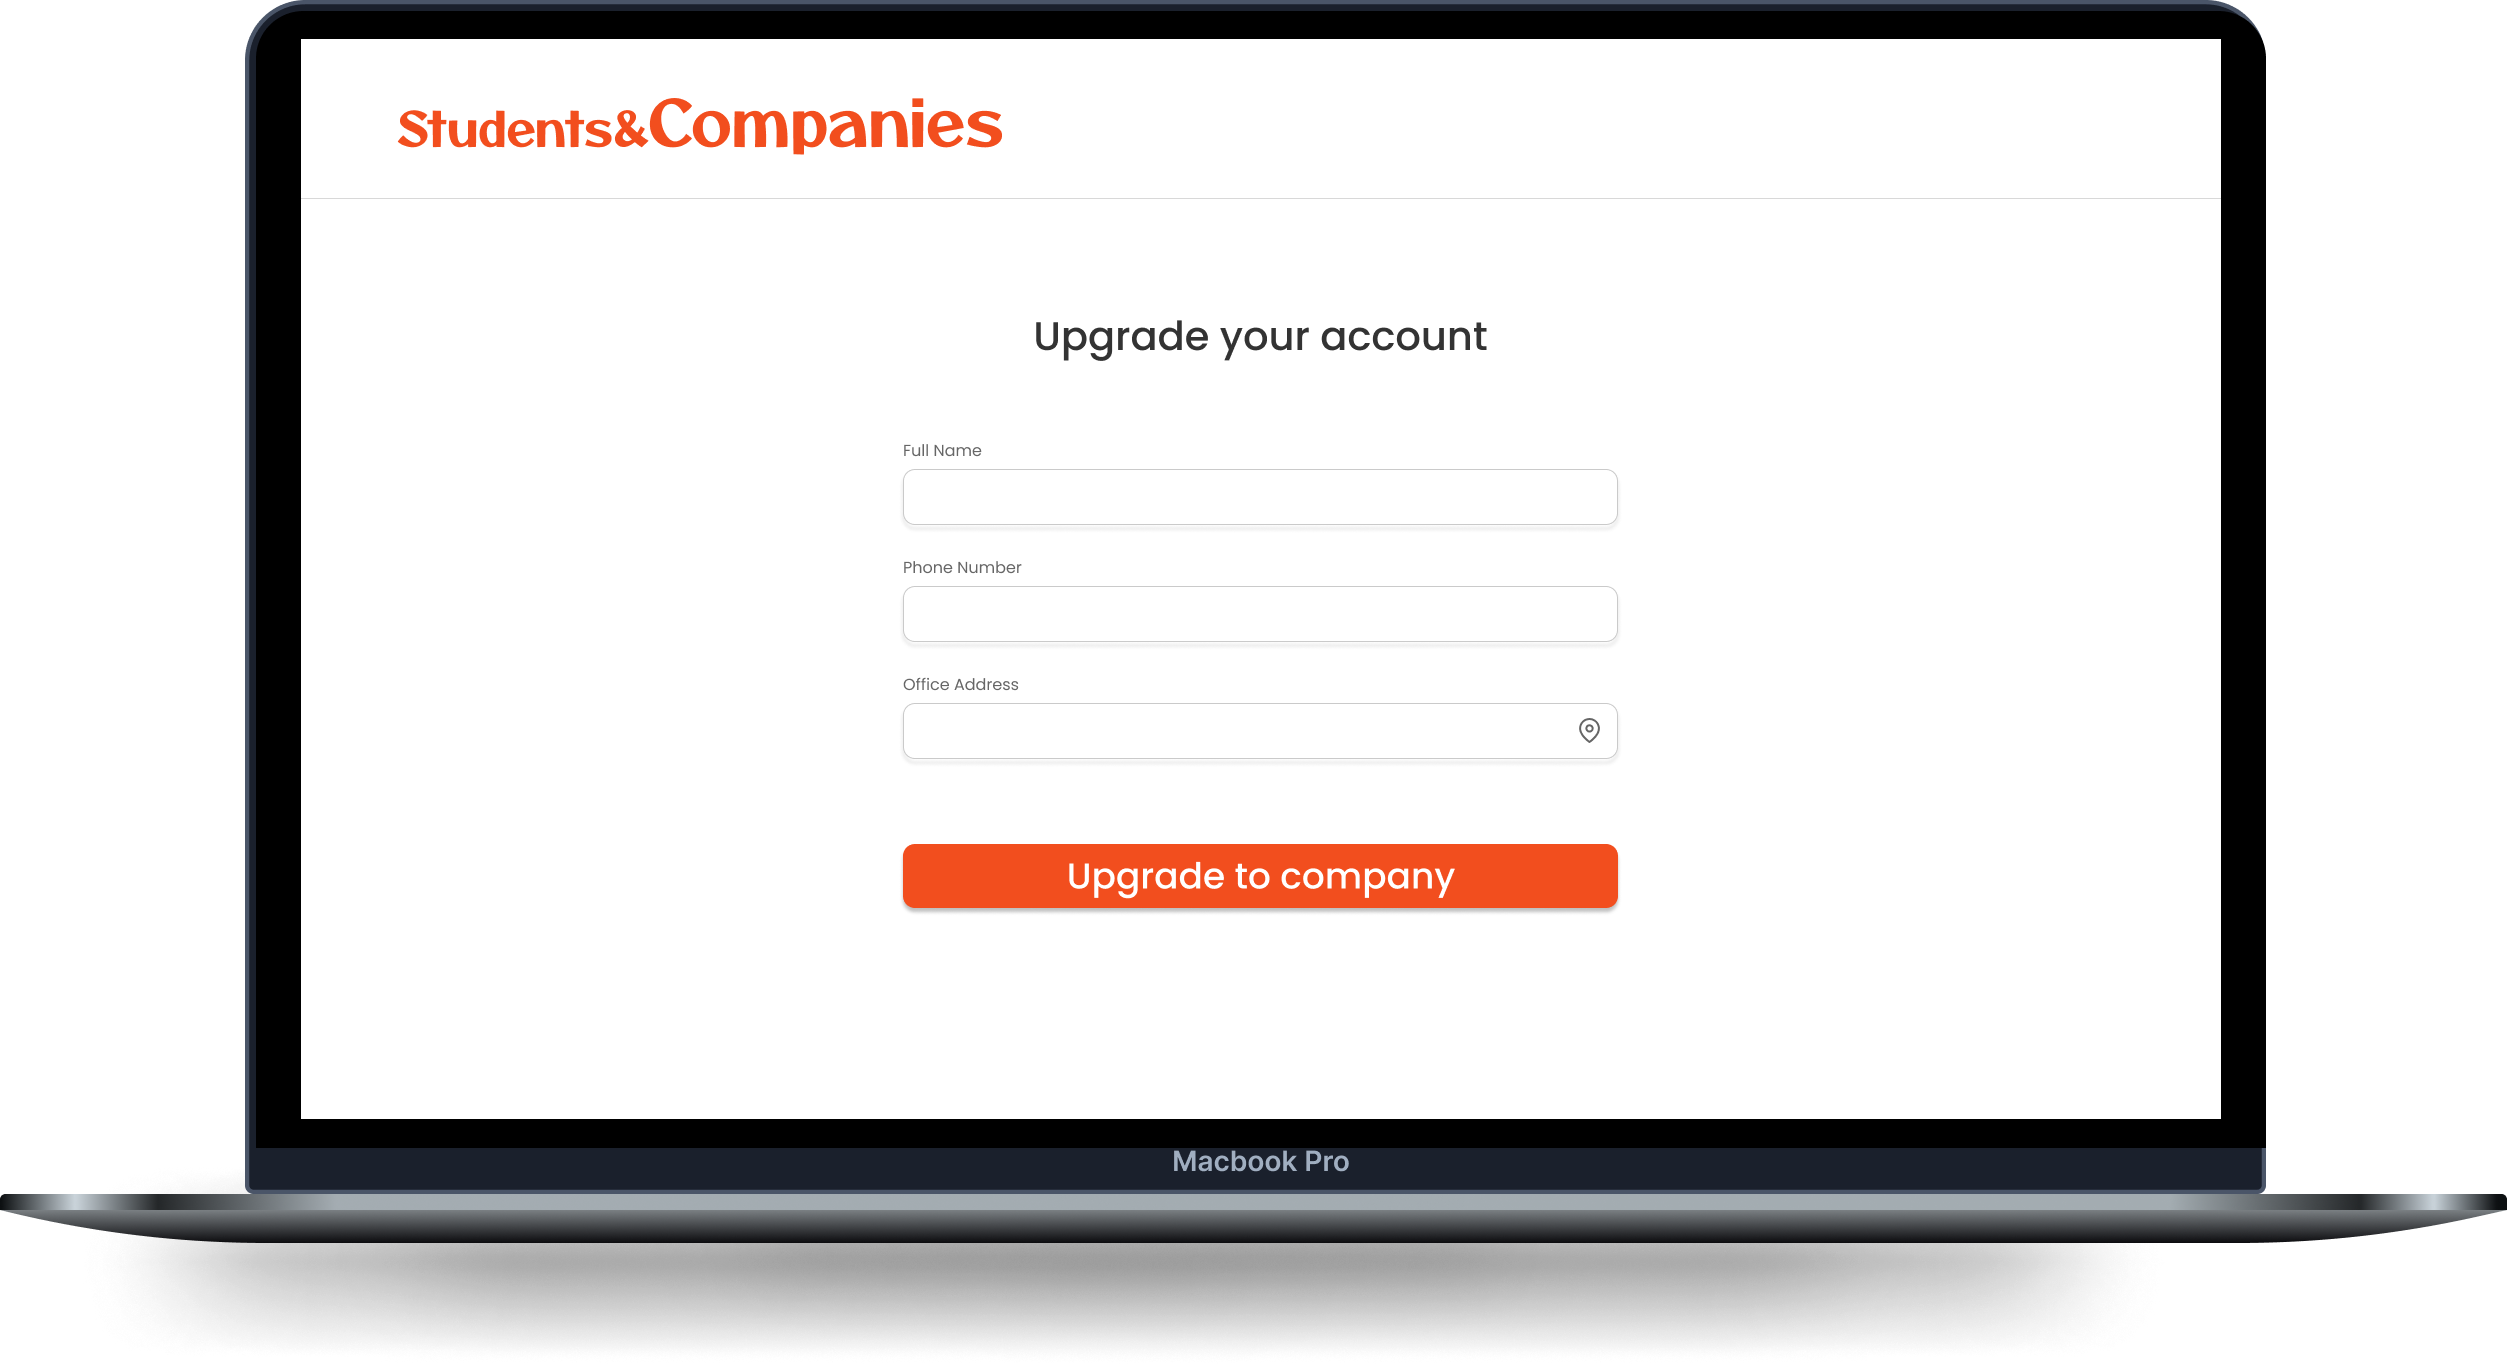 Students&Companies
Upgrade your account
Full Name
Phone Number
Office Address
Upgrade to company
Macbook Pro